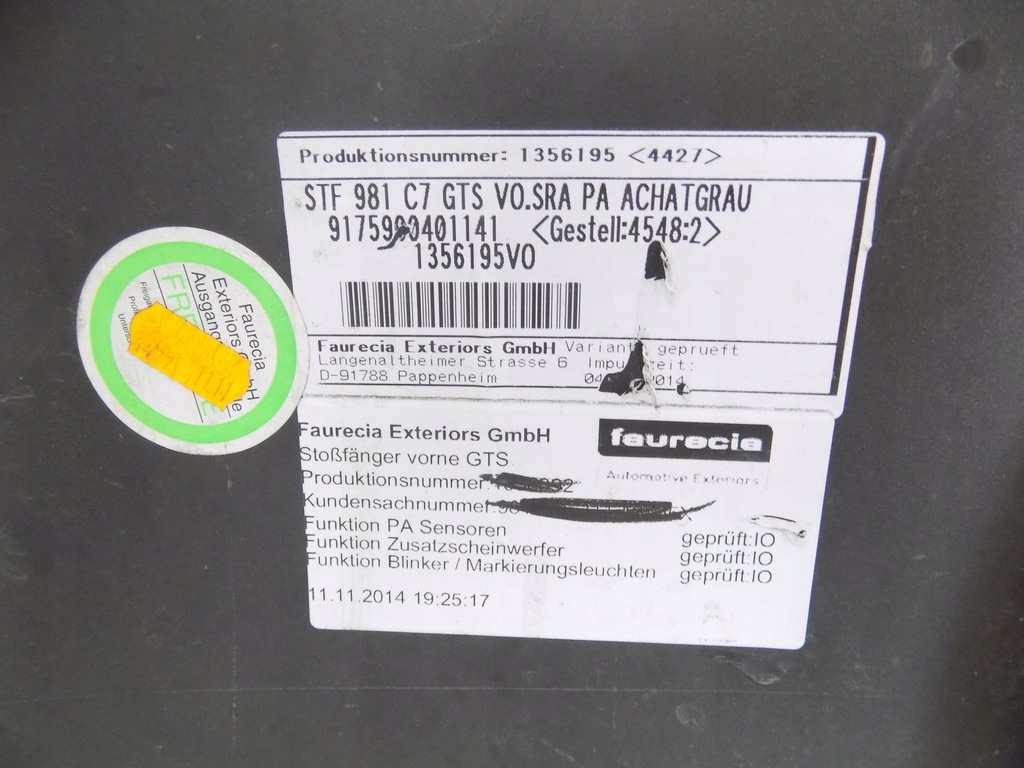 Produktionsnummer: 1356195 <4427>
STF 981 C7 GTS VO.SRA PA ACHATGRAU
<Gestell:4548:2>
1356195VO
Faurecia Exteriors GmbH geprueft
Langenaltheimer Strasse 6
D-91788 Pappenheim
Faurecia
Exteriors
Faurecia Exteriors GmbH
faurecia
Automotive Exteriors
Stoßfänger vorne GTS
Produktionsnummer:
Kundensachnummer:
Funktion PA Sensoren geprüft:IO
Funktion Zusatzscheinwerfer geprüft:IO
Funktion Blinker / Markierungsleuchten geprüft:IO
11.11.2014 19:25:17